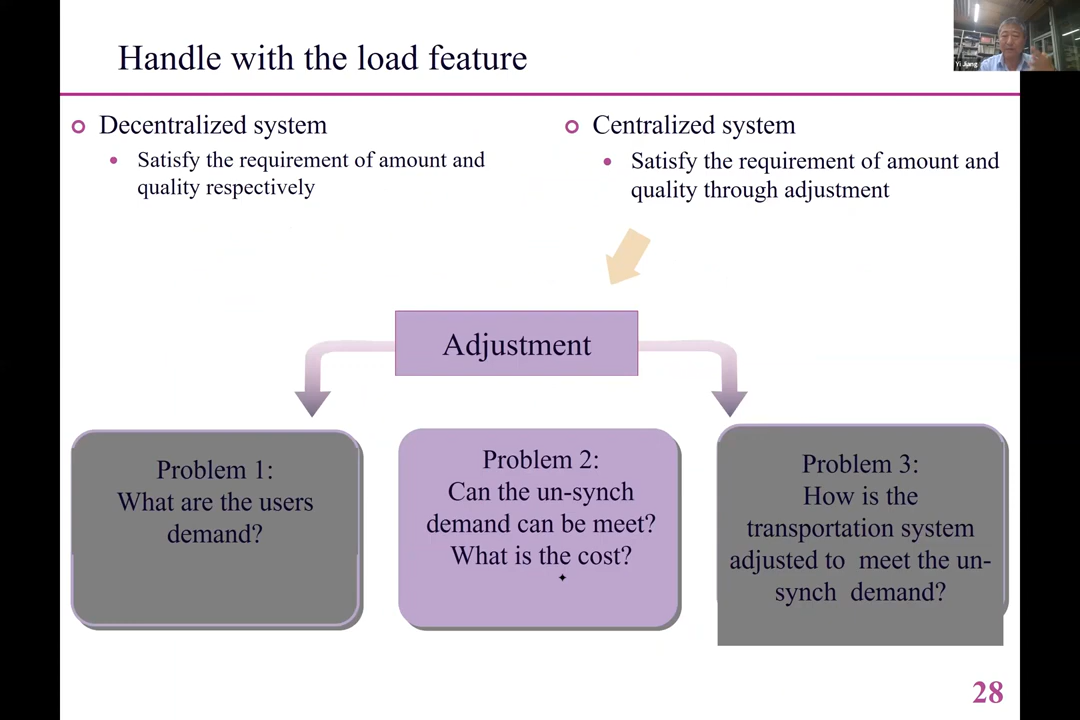 Handle with the load feature
Yi Jiang
Decentralized system
Satisfy the requirement of amount and
quality respectively
Centralized system
Satisfy the requirement of amount and
quality through adjustment
Adjustment
Problem 1:
What are the users
demand?
Problem 2:
Can the un-synch
demand can be meet?
What is the cost?
Problem 3:
How is the
transportation system
adjusted to meet the un-
synch demand?
28